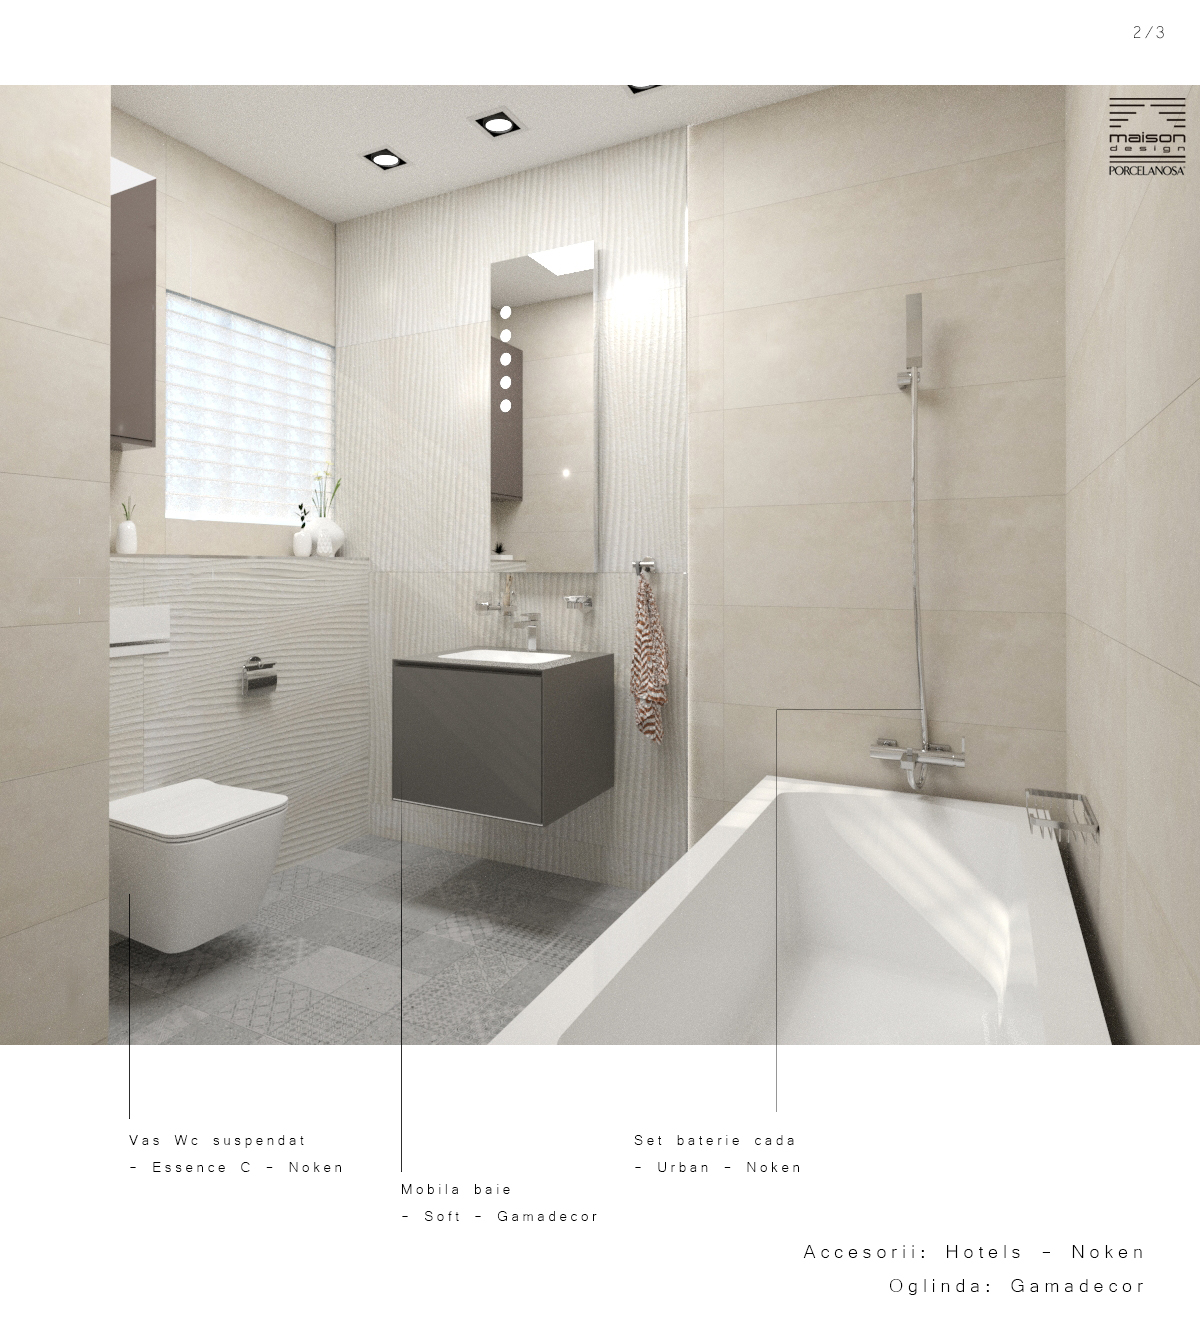 2/3
maison
design
PORCELANOSA
Vas Wc suspendat
- Essence C - Noken
Mobila baie
- Soft - Gamadecor
Set baterie cada
- Urban - Noken
Accesorii: Hotels - Noken
Oglinda: Gamadecor